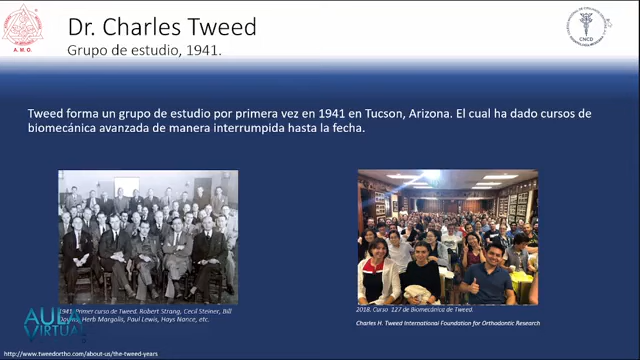 Dr. Charles Tweed
Grupo de estudio, 1941.
A. M. O.
CNCD
Tweed forma un grupo de estudio por primera vez en 1941 en Tucson, Arizona. El cual ha dado cursos de
biomecánica avanzada de manera interrumpida hasta la fecha.
1941. Primer curso de Tweed. Robert Strang, Cecil Steiner, Bill
Herb Margolis, Paul Lewis, Hays Nance, etc.
2018. Curso 127 de Biomecánica de Tweed.
Charles H. Tweed International Foundation for Orthodontic Research
AULA
VIRTUAL
http://www.tweedortho.com/about-us/the-tweed-years